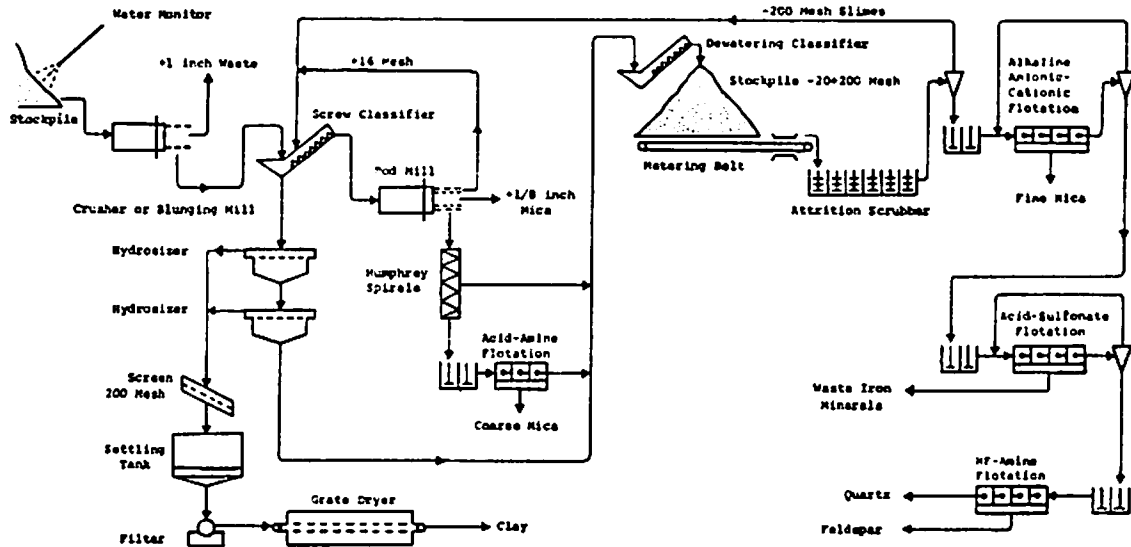 Water Monitor
+1 inch Waste
Stockpile
Crusher or Blunging Mill
Screw Classifier
+16 Mesh
Rod Mill
+1/8 inch
Mica
-200 Mesh Slimes
Dewatering Classifier
Stockpile -20+200 Mesh
Metering Belt
Attrition Scrubber
Alkaline
Anionic-
Cationic
Flotation
Fine Mica
Hydrosizer
Hydrosizer
Humphrey
Spirals
Acid-Amine
Flotation
Coarse Mica
Screen
200 Mesh
Settling
Tank
Filter
Grate Dryer
Clay
Acid-Sulfonate
Flotation
Waste Iron
Minerals
HF-Amine
Flotation
Quartz
Feldspar